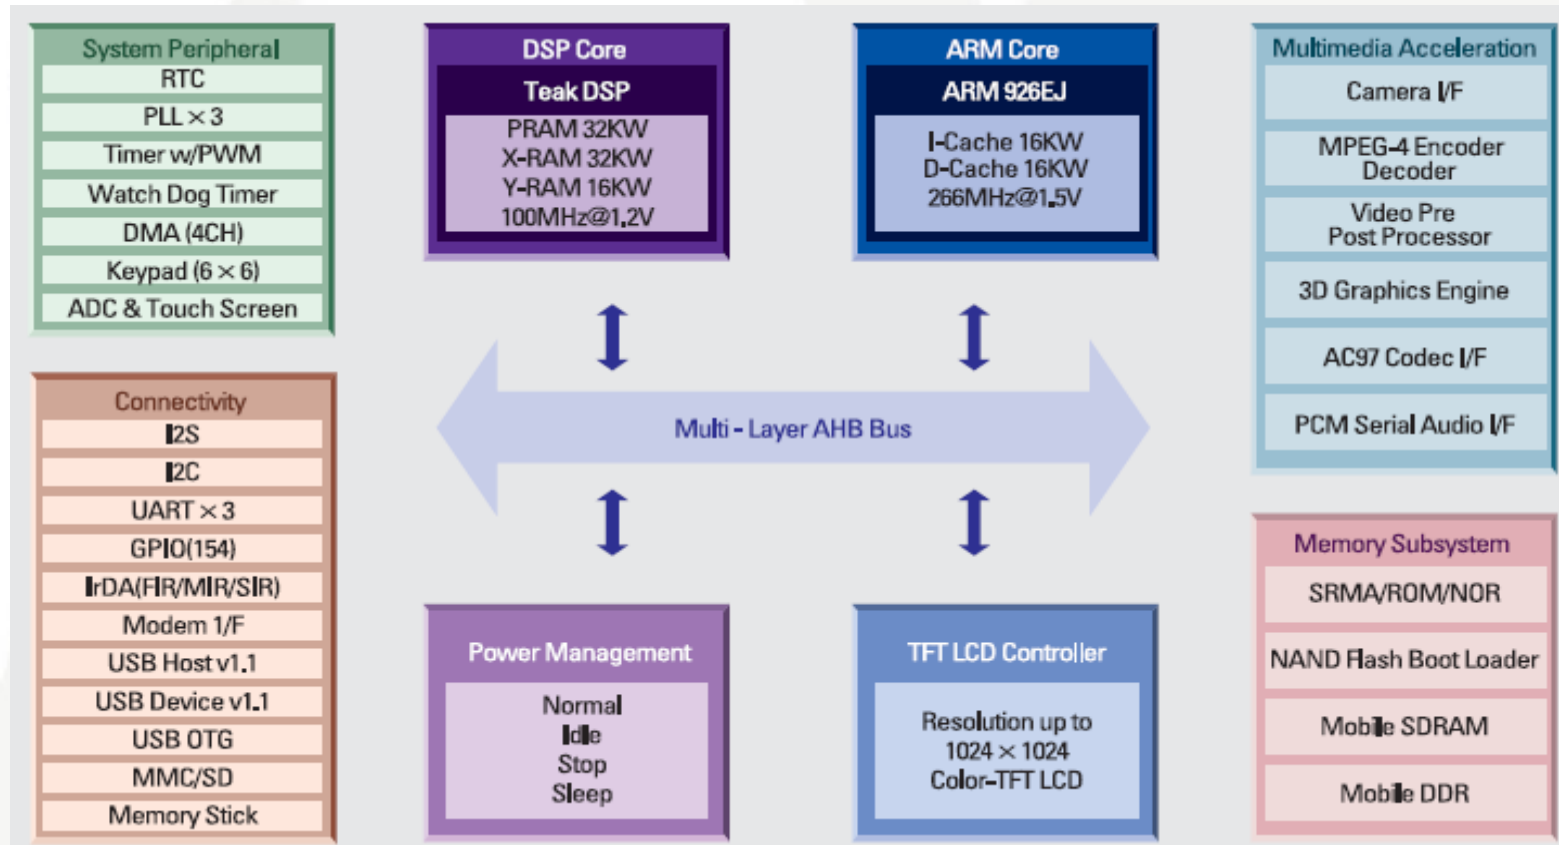 System Peripheral
RTC
PLL × 3
Timer w/PWM
Watch Dog Timer
DMA (4CH)
Keypad (6 × 6)
ADC & Touch Screen
Connectivity
I2S
I2C
UART × 3
GPIO(154)
IrDA(FIR/MIR/SIR)
Modem 1/F
USB Host v1.1
USB Device v1.1
USB OTG
MMC/SD
Memory Stick
DSP Core
Teak DSP
PRAM 32KW
X-RAM 32KW
Y-RAM 16KW
100MHz@1.2V
ARM Core
ARM 926EJ
I-Cache 16KW
D-Cache 16KW
266MHz@1.5V
Multi - Layer AHB Bus
Power Management
Normal
Idle
Stop
Sleep
TFT LCD Controller
Resolution up to
1024 × 1024
Color-TFT LCD
Multimedia Acceleration
Camera I/F
MPEG-4 Encoder
Decoder
Video Pre
Post Processor
3D Graphics Engine
AC97 Codec I/F
PCM Serial Audio I/F
Memory Subsystem
SRMA/ROM/NOR
NAND Flash Boot Loader
Mobile SDRAM
Mobile DDR